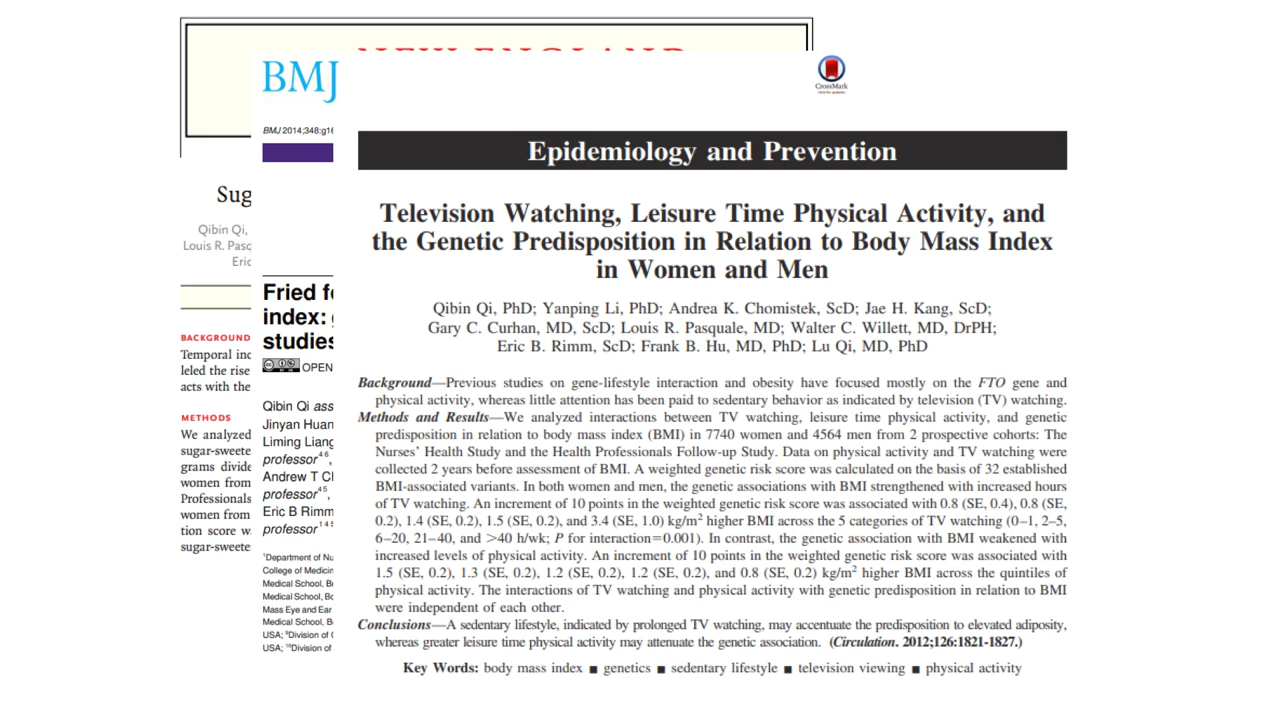 BMJ
CrossMark
click for updates
BMJ 2014;348:g16
Epidemiology and Prevention
Television Watching, Leisure Time Physical Activity, and
the Genetic Predisposition in Relation to Body Mass Index
in Women and Men
Qibin Qi, PhD; Yanping Li, PhD; Andrea K. Chomistek, ScD; Jae H. Kang, ScD;
Gary C. Curhan, MD, ScD; Louis R. Pasquale, MD; Walter C. Willett, MD, DrPH;
Eric B. Rimm, ScD; Frank B. Hu, MD, PhD; Lu Qi, MD, PhD
Background—Previous studies on gene-lifestyle interaction and obesity have focused mostly on the FTO gene and
physical activity, whereas little attention has been paid to sedentary behavior as indicated by television (TV) watching.
Methods and Results—We analyzed interactions between TV watching, leisure time physical activity, and genetic
predisposition in relation to body mass index (BMI) in 7740 women and 4564 men from 2 prospective cohorts: The
Nurses' Health Study and the Health Professionals Follow-up Study. Data on physical activity and TV watching were
collected 2 years before assessment of BMI. A weighted genetic risk score was calculated on the basis of 32 established
BMI-associated variants. In both women and men, the genetic associations with BMI strengthened with increased hours
of TV watching. An increment of 10 points in the weighted genetic risk score was associated with 0.8 (SE, 0.4), 0.8 (SE,
0.2), 1.4 (SE, 0.2), 1.5 (SE, 0.2), and 3.4 (SE, 1.0) kg/m² higher BMI across the 5 categories of TV watching (0–1, 2–5,
6–20, 21–40, and >40 h/wk; P for interaction=0.001). In contrast, the genetic association with BMI weakened with
increased levels of physical activity. An increment of 10 points in the weighted genetic risk score was associated with
1.5 (SE, 0.2), 1.3 (SE, 0.2), 1.2 (SE, 0.2), 1.2 (SE, 0.2), and 0.8 (SE, 0.2) kg/m² higher BMI across the quintiles of
physical activity. The interactions of TV watching and physical activity with genetic predisposition in relation to BMI
were independent of each other.
Conclusions—A sedentary lifestyle, indicated by prolonged TV watching, may accentuate the predisposition to elevated adiposity,
whereas greater leisure time physical activity may attenuate the genetic association. (Circulation. 2012;126:1821-1827.)
Key Words: body mass index ■ genetics ■ sedentary lifestyle ■ television viewing ■ physical activity
Fried
index:
studies
OPEN
Qibin Qi ass
Jinyan Huan
Liming Liang
professor⁴⁶,
Andrew T C
professor⁴⁵,
Eric B Rimm
professor¹⁴⁵
¹Department of Nu
College of Medicin
Medical School, B
Medical School, Bo
Mass Eye and Ear
Medical School, B
USA; ⁹Division of
USA; ¹⁰Division of
Sug
Qibin Qi,
Louis R. Pasq
Eric
BACKGROUND
Temporal inc
leled the rise
acts with the
METHODS
We analyzed
sugar-sweete
grams divide
women from
Professionals
women from
tion score w
sugar-sweete